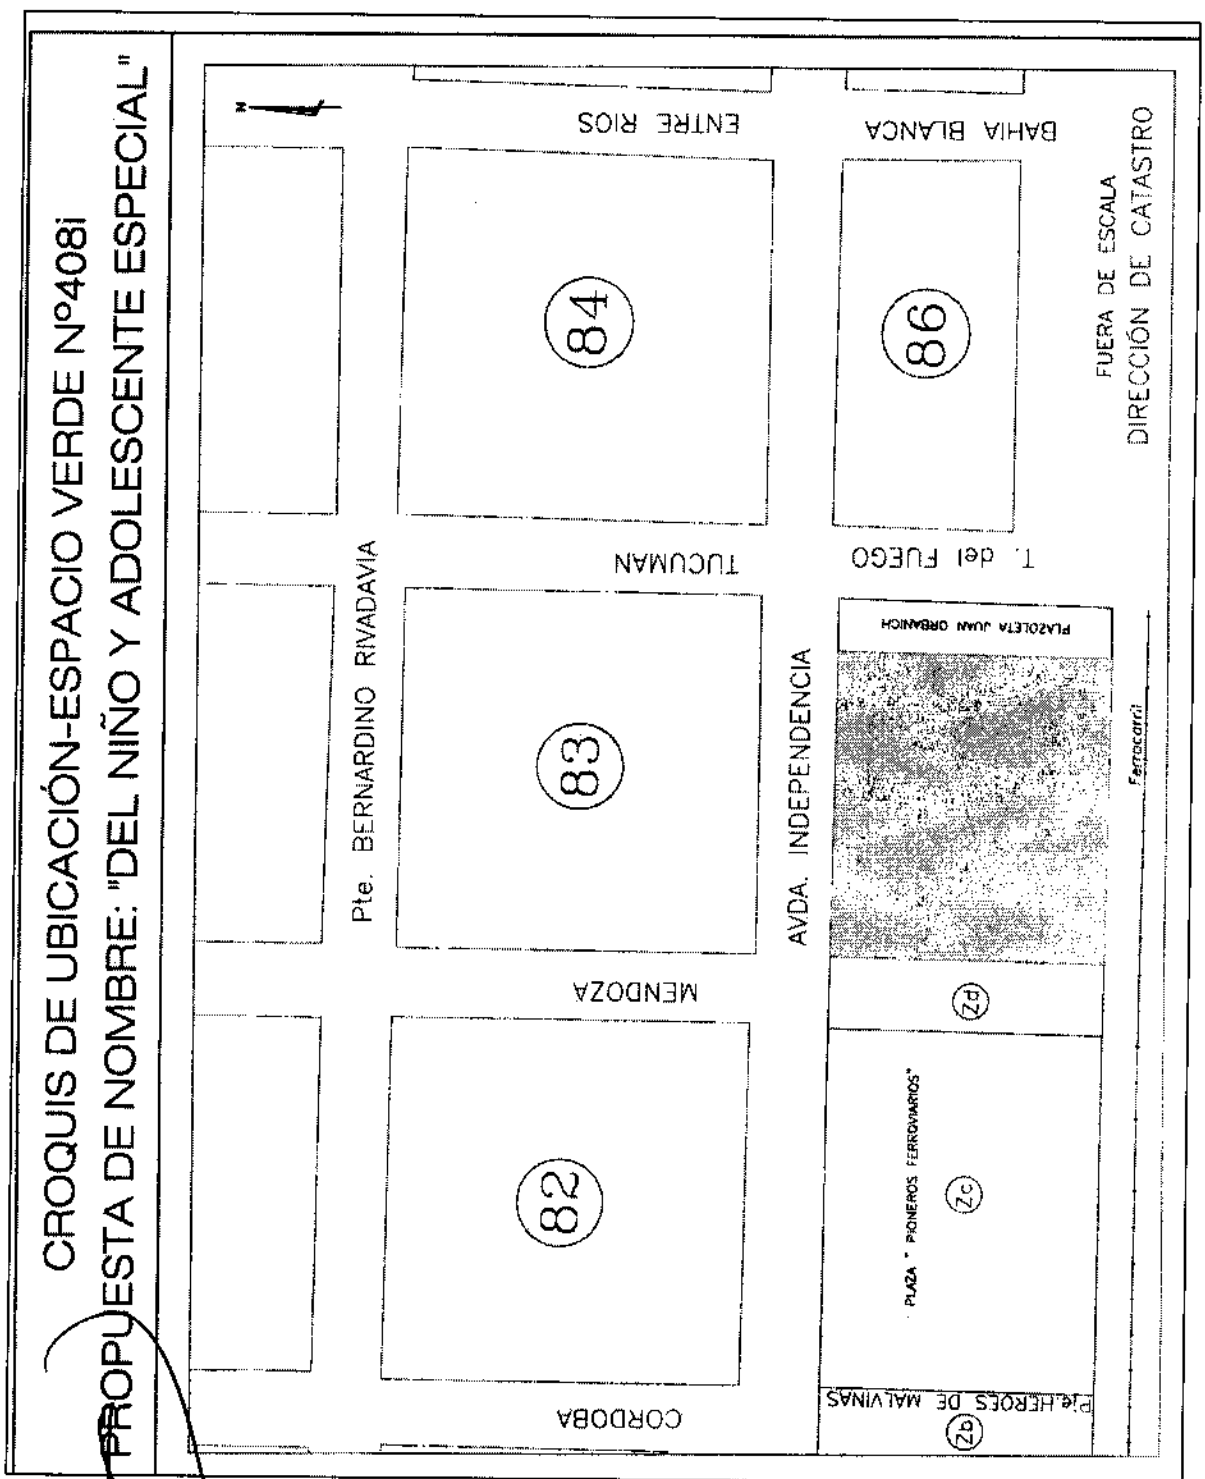 CROQUIS DE UBICACIÓN-ESPACIO VERDE Nº408i
PROPUESTA DE NOMBRE: "DEL NIÑO Y ADOLESCENTE ESPECIAL"
N
Pte. BERNARDINO RIVADAVIA
CORDOBA
82
MENDOZA
83
TUCUMAN
84
ENTRE RIOS
AVDA. INDEPENDENCIA
Pje. HEROES DE MALVINAS
Zb
PLAZA " PIONEROS FERROVIARIOS"
Zc
Zd
PLAZOLETA JUAN ORBANICH
T. del FUEGO
86
BAHIA BLANCA
Ferrocarril
FUERA DE ESCALA
DIRECCIÓN DE CATASTRO